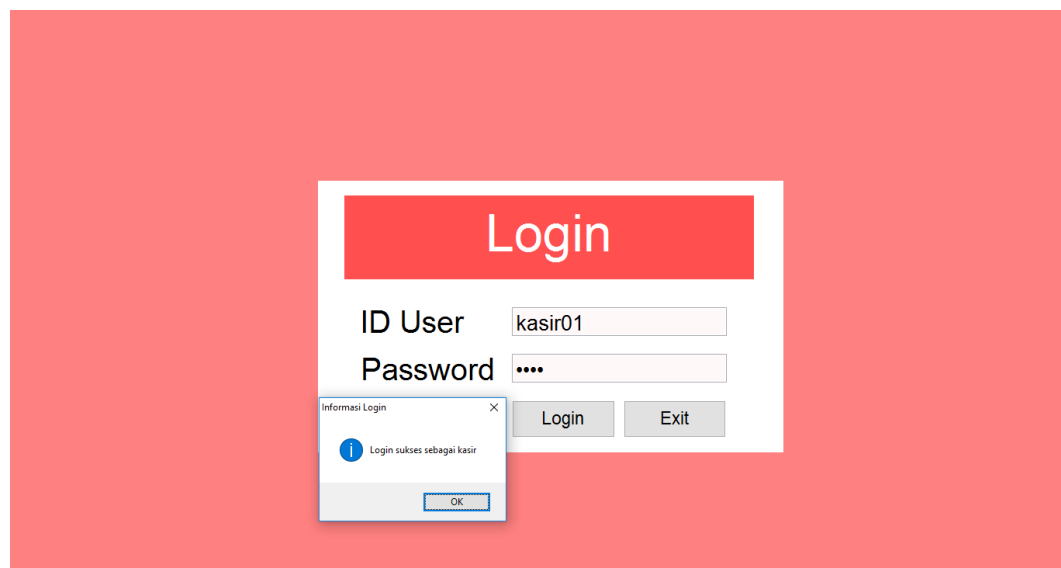 Login
ID User kasir01
Password ••••
Login Exit
Informasi Login
Login sukses sebagai kasir
OK